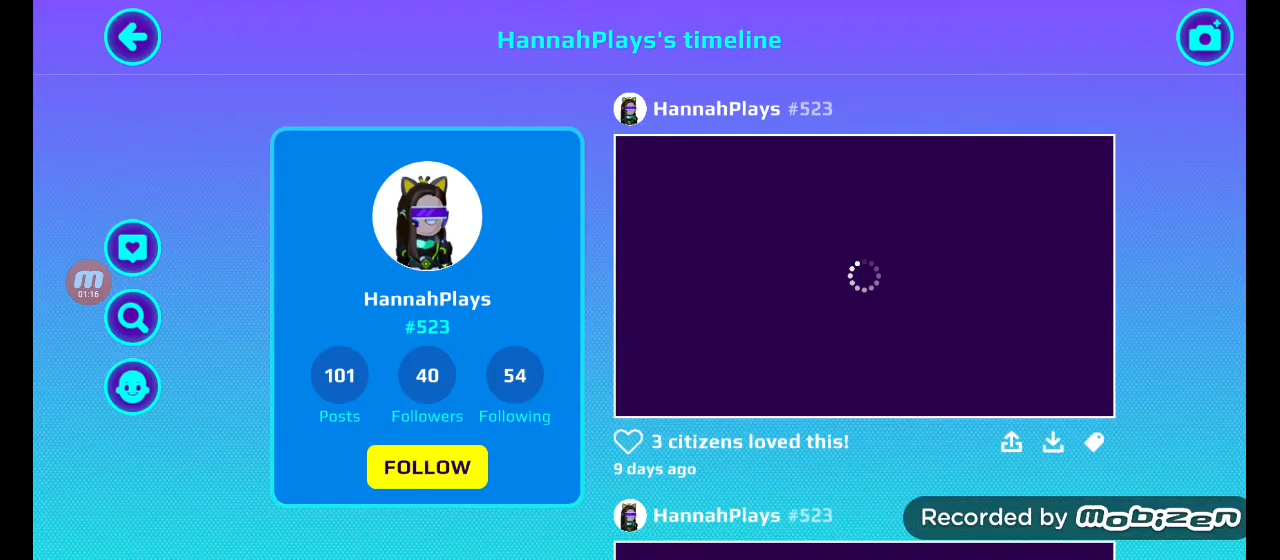 HannahPlays's timeline
HannahPlays #523
HannahPlays
#523
101
40
54
Posts
Followers
Following
FOLLOW
3 citizens loved this!
9 days ago
HannahPlays #523
m
01:16
Recorded by mobizen